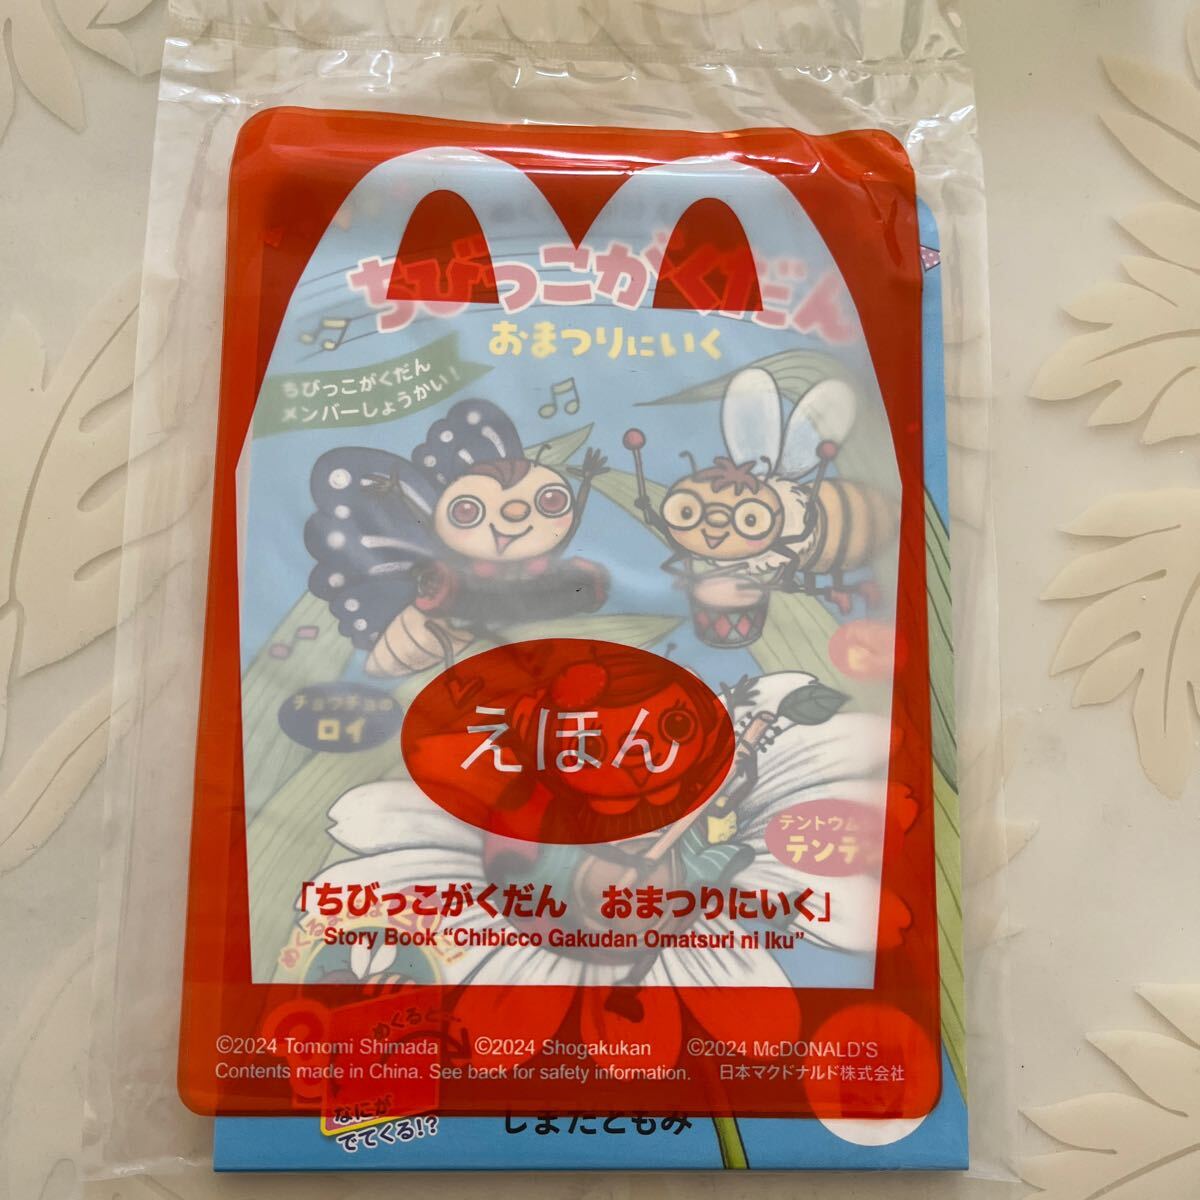 ちびっこがくだん
おまつりにいく
ちびっこがくだん
メンバーしょうかい!
チョウチョの
ロイ
えほん
テントウム
テンテン
「ちびっこがくだん おまつりにいく」
Story Book “Chibicco Gakudan Omatsuri ni Iku”
めくると…
©2024 Tomomi Shimada ©2024 Shogakukan ©2024 McDONALD'S
Contents made in China. See back for safety information. 日本マクドナルド株式会社
なにが
でてくる!?
しまだともみ